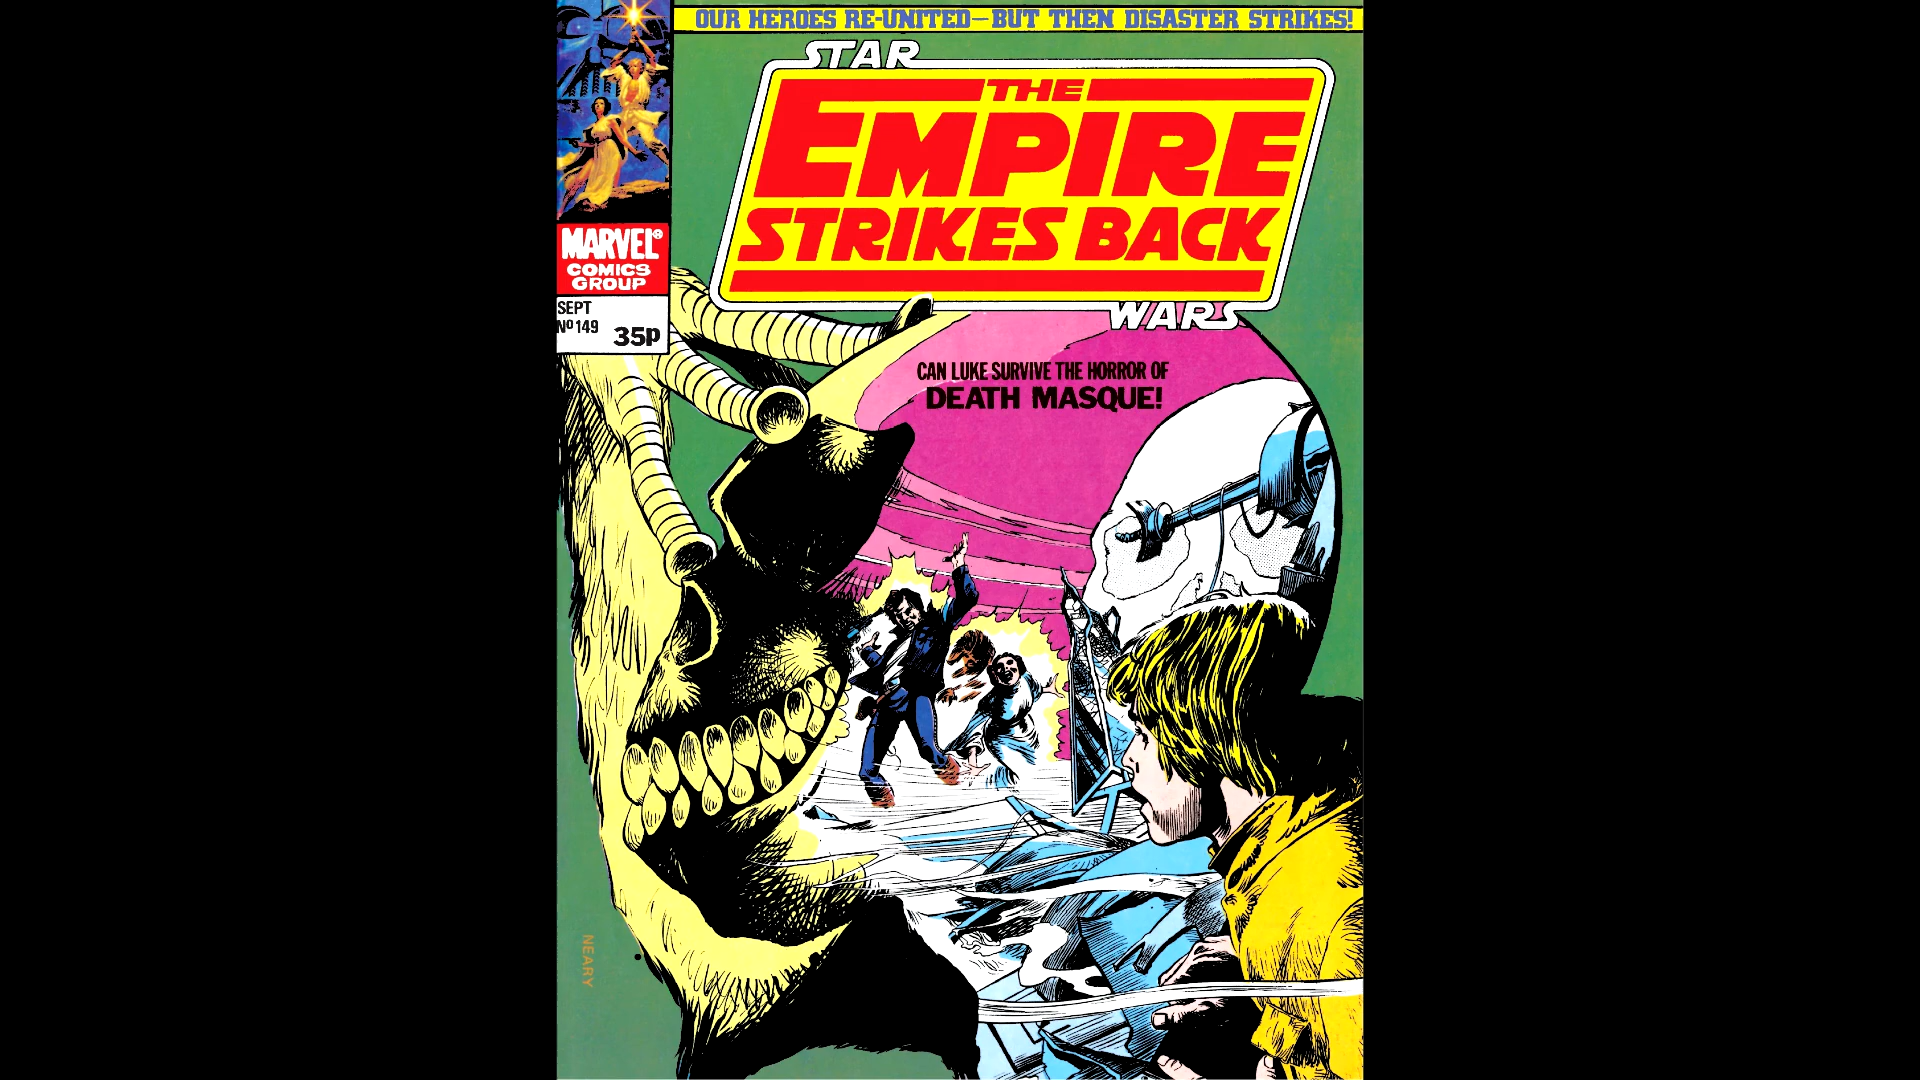 OUR HEROES RE-UNITED—BUT THEN DISASTER STRIKES!
STAR
THE
EMPIRE
STRIKES BACK
WARS
MARVEL®
COMICS
GROUP
SEPT
Nº149
35p
CAN LUKE SURVIVE THE HORROR OF
DEATH MASQUE!
NEARY